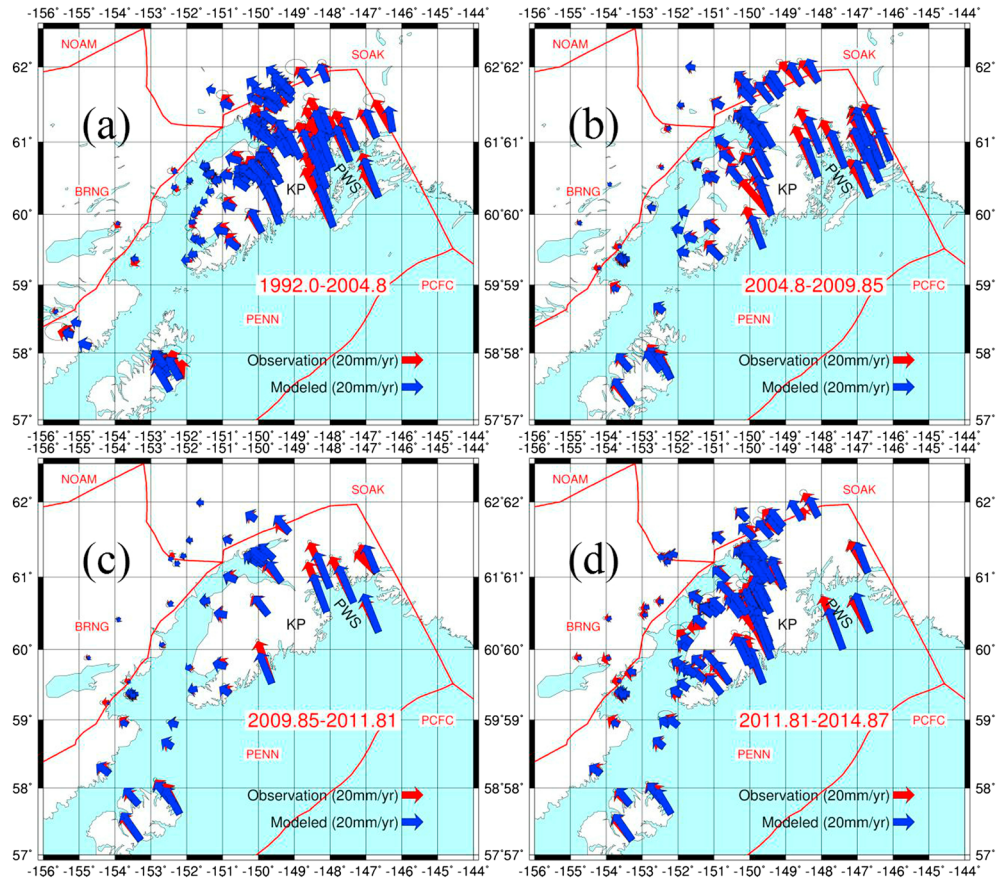 -156˚ -155˚ -154˚ -153˚ -152˚ -151˚ -150˚ -149˚ -148˚ -147˚ -146˚ -145˚ -144˚
NOAM
SOAK
62˚ 62˚
(a)
61˚ 61˚
PWS
BRNG
KP
60˚ 60˚
59˚ 59˚
1992.0-2004.8
PCFC
PENN
58˚ 58˚
Observation (20mm/yr)
Modeled (20mm/yr)
57˚ 57˚
-156˚ -155˚ -154˚ -153˚ -152˚ -151˚ -150˚ -149˚ -148˚ -147˚ -146˚ -145˚ -144˚
-156˚ -155˚ -154˚ -153˚ -152˚ -151˚ -150˚ -149˚ -148˚ -147˚ -146˚ -145˚ -144˚
NOAM
SOAK
62˚ 62˚
(b)
61˚ 61˚
PWS
BRNG
KP
60˚ 60˚
59˚ 59˚
2004.8-2009.85
PCFC
PENN
58˚ 58˚
Observation (20mm/yr)
Modeled (20mm/yr)
57˚ 57˚
-156˚ -155˚ -154˚ -153˚ -152˚ -151˚ -150˚ -149˚ -148˚ -147˚ -146˚ -145˚ -144˚
-156˚ -155˚ -154˚ -153˚ -152˚ -151˚ -150˚ -149˚ -148˚ -147˚ -146˚ -145˚ -144˚
NOAM
SOAK
62˚ 62˚
(c)
61˚ 61˚
PWS
BRNG
KP
60˚ 60˚
59˚ 59˚
2009.85-2011.81
PCFC
PENN
58˚ 58˚
Observation (20mm/yr)
Modeled (20mm/yr)
57˚ 57˚
-156˚ -155˚ -154˚ -153˚ -152˚ -151˚ -150˚ -149˚ -148˚ -147˚ -146˚ -145˚ -144˚
-156˚ -155˚ -154˚ -153˚ -152˚ -151˚ -150˚ -149˚ -148˚ -147˚ -146˚ -145˚ -144˚
NOAM
SOAK
62˚ 62˚
(d)
61˚ 61˚
PWS
BRNG
KP
60˚ 60˚
59˚ 59˚
2011.81-2014.87
PCFC
PENN
58˚ 58˚
Observation (20mm/yr)
Modeled (20mm/yr)
57˚ 57˚
-156˚ -155˚ -154˚ -153˚ -152˚ -151˚ -150˚ -149˚ -148˚ -147˚ -146˚ -145˚ -144˚